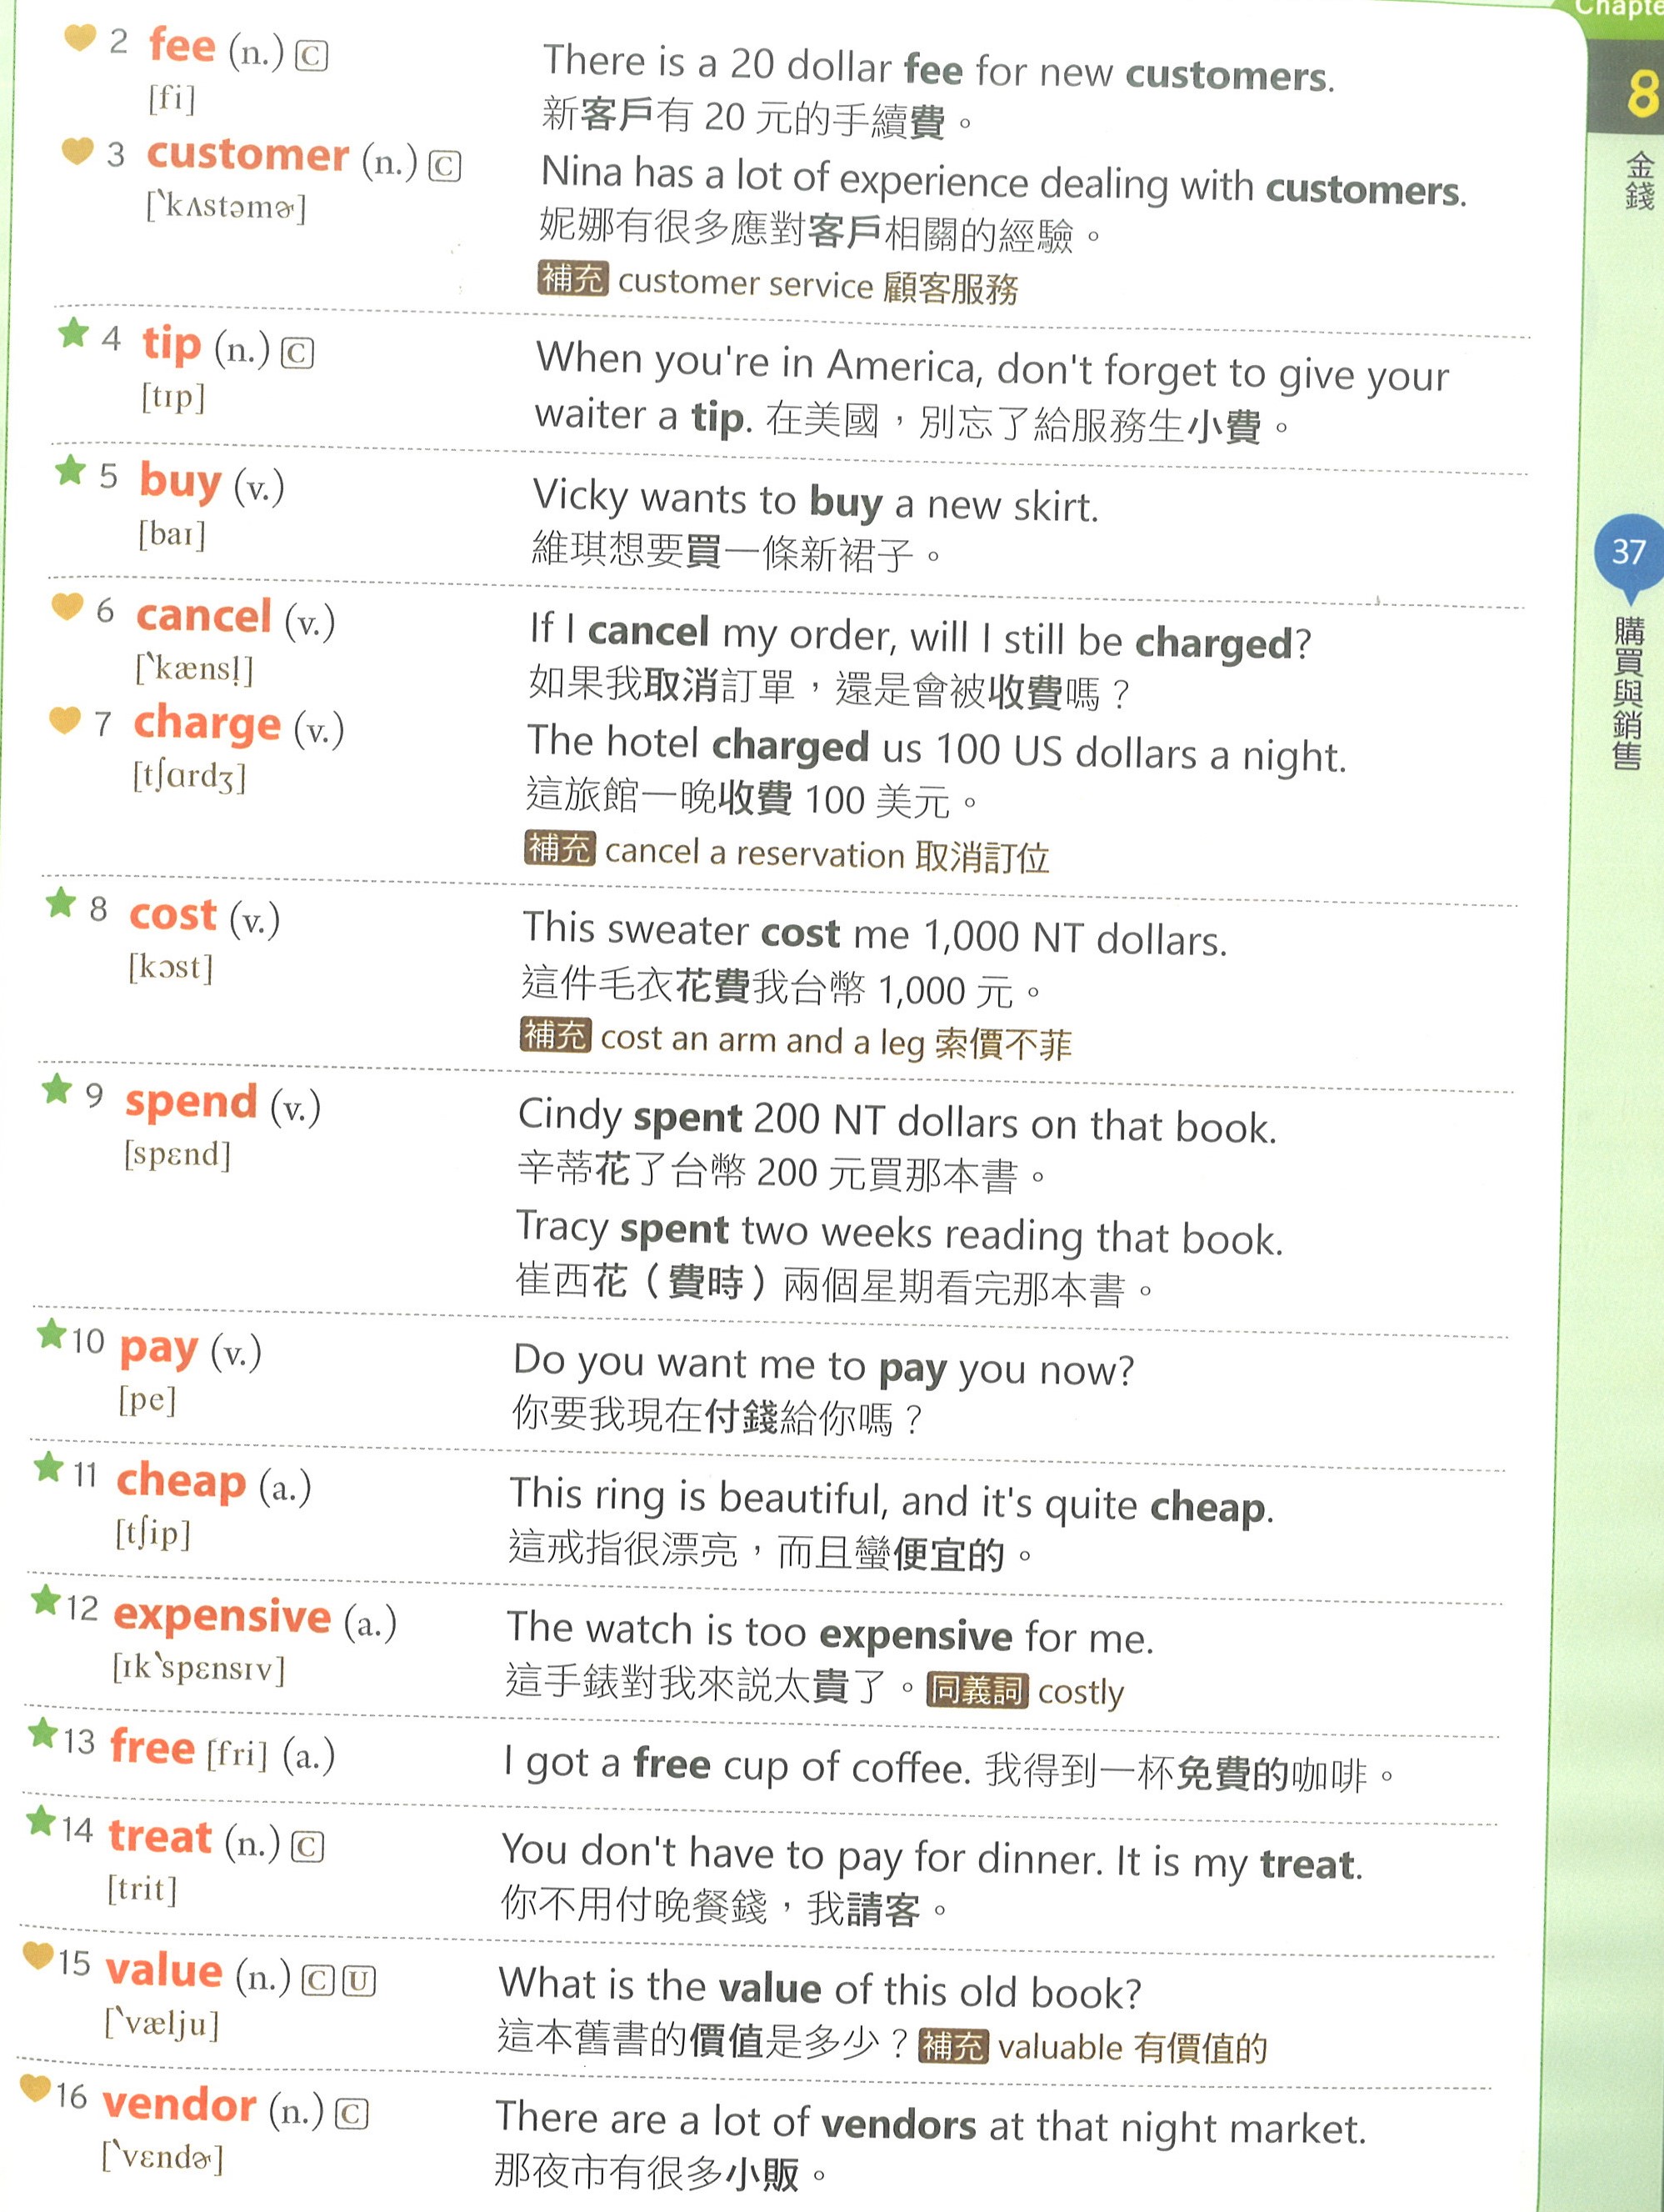 Chapte
8
金錢
37
購買與銷售
2 fee (n.) C
[fi]
There is a 20 dollar fee for new customers.
新客戶有 20 元的手續費。
3 customer (n.) C
[ˋkʌstəmɚ]
Nina has a lot of experience dealing with customers.
妮娜有很多應對客戶相關的經驗。
補充 customer service 顧客服務
4 tip (n.) C
[tɪp]
When you're in America, don't forget to give your
waiter a tip. 在美國，別忘了給服務生小費。
5 buy (v.)
[baɪ]
Vicky wants to buy a new skirt.
維琪想要買一條新裙子。
6 cancel (v.)
[ˋkænsl̩]
If I cancel my order, will I still be charged?
如果我取消訂單，還是會被收費嗎？
7 charge (v.)
[tʃɑrdʒ]
The hotel charged us 100 US dollars a night.
這旅館一晚收費 100 美元。
補充 cancel a reservation 取消訂位
8 cost (v.)
[kɔst]
This sweater cost me 1,000 NT dollars.
這件毛衣花費我台幣 1,000 元。
補充 cost an arm and a leg 索價不菲
9 spend (v.)
[spɛnd]
Cindy spent 200 NT dollars on that book.
辛蒂花了台幣 200 元買那本書。
Tracy spent two weeks reading that book.
崔西花（費時）兩個星期看完那本書。
10 pay (v.)
[pe]
Do you want me to pay you now?
你要我現在付錢給你嗎？
11 cheap (a.)
[tʃip]
This ring is beautiful, and it's quite cheap.
這戒指很漂亮，而且蠻便宜的。
12 expensive (a.)
[ɪkˋspɛnsɪv]
The watch is too expensive for me.
這手錶對我來說太貴了。同義詞 costly
13 free [fri] (a.)
I got a free cup of coffee. 我得到一杯免費的咖啡。
14 treat (n.) C
[trit]
You don't have to pay for dinner. It is my treat.
你不用付晚餐錢，我請客。
15 value (n.) C U
[ˋvælju]
What is the value of this old book?
這本舊書的價值是多少？補充 valuable 有價值的
16 vendor (n.) C
[ˋvɛndɚ]
There are a lot of vendors at that night market.
那夜市有很多小販。